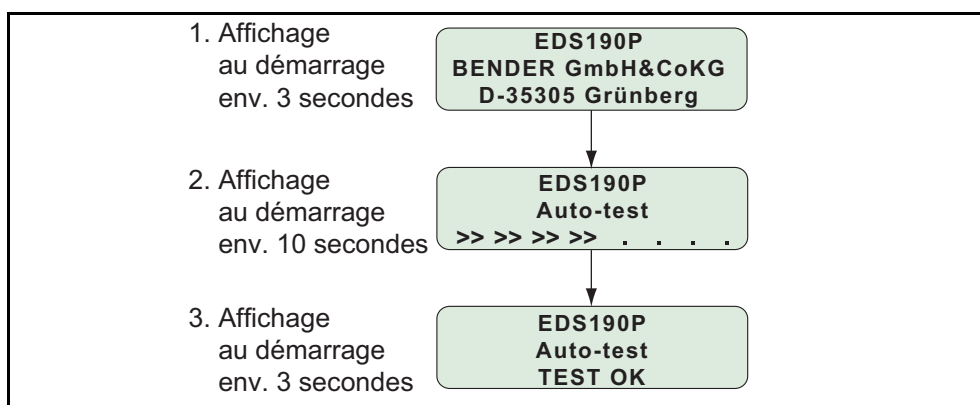 1. Affichage
au démarrage
env. 3 secondes
EDS190P
BENDER GmbH&CoKG
D-35305 Grünberg
2. Affichage
au démarrage
env. 10 secondes
EDS190P
Auto-test
>> >> >> >> . . . .
3. Affichage
au démarrage
env. 3 secondes
EDS190P
Auto-test
TEST OK